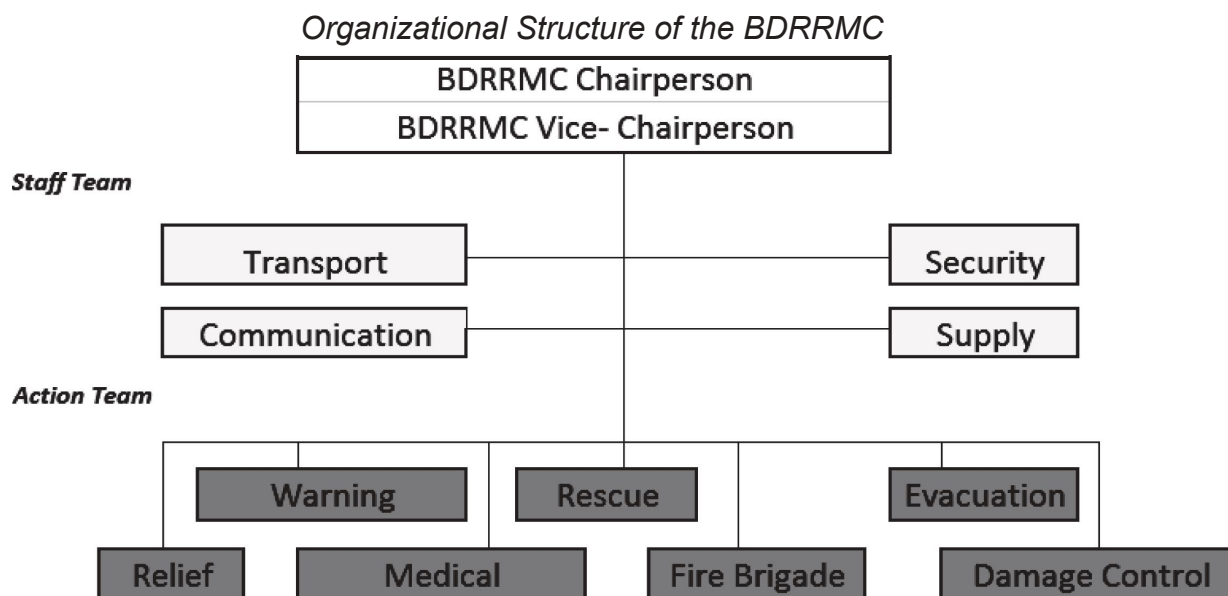 Organizational Structure of the BDRRMC
BDRRMC Chairperson
BDRRMC Vice- Chairperson
Staff Team
Transport
Security
Communication
Supply
Action Team
Warning
Rescue
Evacuation
Relief
Medical
Fire Brigade
Damage Control